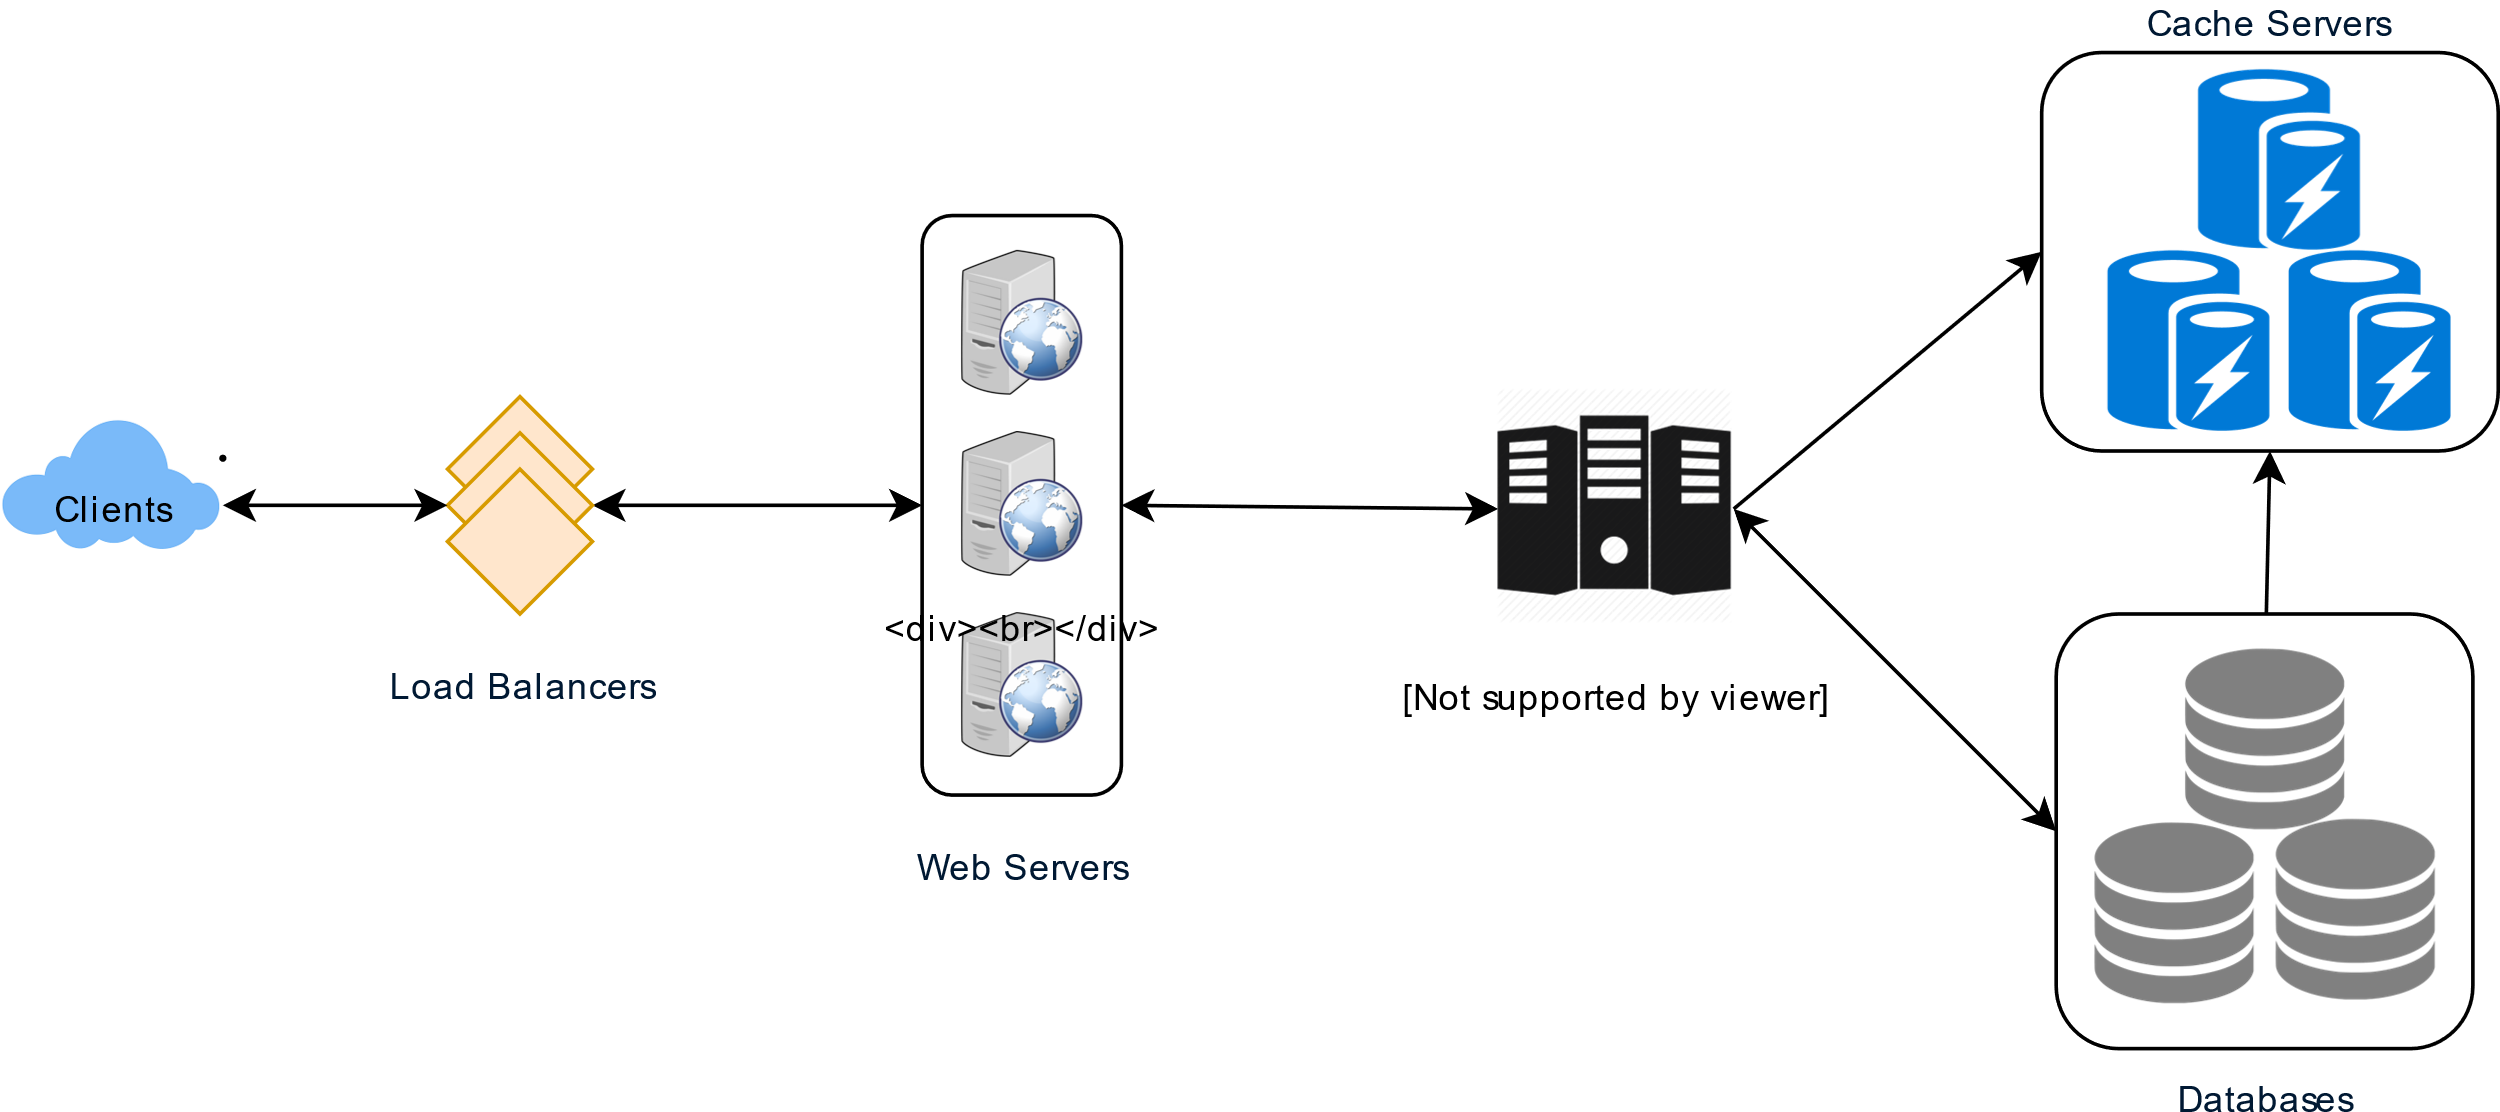 Cache Servers
Clients
<div><br></div>
Load Balancers
[Not supported by viewer]
Web Servers
Databases